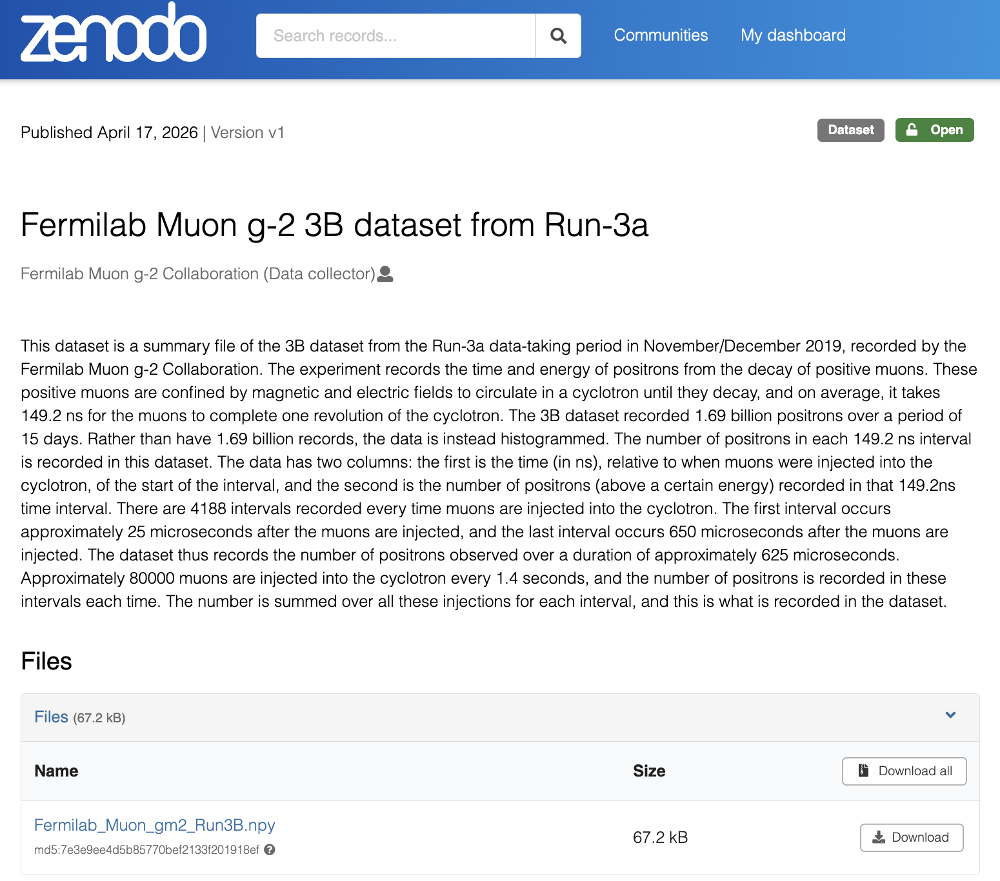 zenodo
Search records...
Communities
My dashboard
Published April 17, 2026 | Version v1
Dataset
Open
Fermilab Muon g-2 3B dataset from Run-3a
Fermilab Muon g-2 Collaboration (Data collector)
This dataset is a summary file of the 3B dataset from the Run-3a data-taking period in November/December 2019, recorded by the
Fermilab Muon g-2 Collaboration. The experiment records the time and energy of positrons from the decay of positive muons. These
positive muons are confined by magnetic and electric fields to circulate in a cyclotron until they decay, and on average, it takes
149.2 ns for the muons to complete one revolution of the cyclotron. The 3B dataset recorded 1.69 billion positrons over a period of
15 days. Rather than have 1.69 billion records, the data is instead histogrammed. The number of positrons in each 149.2 ns interval
is recorded in this dataset. The data has two columns: the first is the time (in ns), relative to when muons were injected into the
cyclotron, of the start of the interval, and the second is the number of positrons (above a certain energy) recorded in that 149.2ns
time interval. There are 4188 intervals recorded every time muons are injected into the cyclotron. The first interval occurs
approximately 25 microseconds after the muons are injected, and the last interval occurs 650 microseconds after the muons are
injected. The dataset thus records the number of positrons observed over a duration of approximately 625 microseconds.
Approximately 80000 muons are injected into the cyclotron every 1.4 seconds, and the number of positrons is recorded in these
intervals each time. The number is summed over all these injections for each interval, and this is what is recorded in the dataset.
Files
Files (67.2 kB)
Name
Size
Download all
Fermilab_Muon_gm2_Run3B.npy
md5:7e3e9ee4d5b85770bef2133f201918ef
67.2 kB
Download